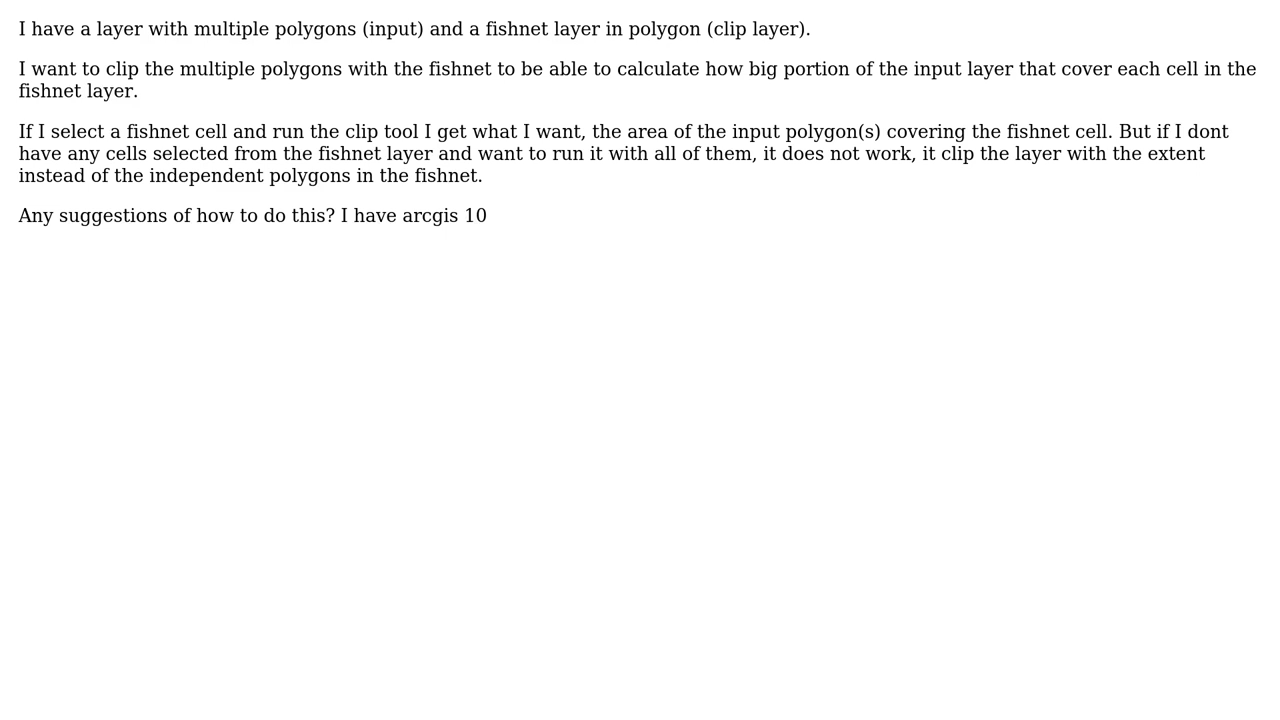 I have a layer with multiple polygons (input) and a fishnet layer in polygon (clip layer).
I want to clip the multiple polygons with the fishnet to be able to calculate how big portion of the input layer that cover each cell in the
fishnet layer.
If I select a fishnet cell and run the clip tool I get what I want, the area of the input polygon(s) covering the fishnet cell. But if I dont
have any cells selected from the fishnet layer and want to run it with all of them, it does not work, it clip the layer with the extent
instead of the independent polygons in the fishnet.
Any suggestions of how to do this? I have arcgis 10